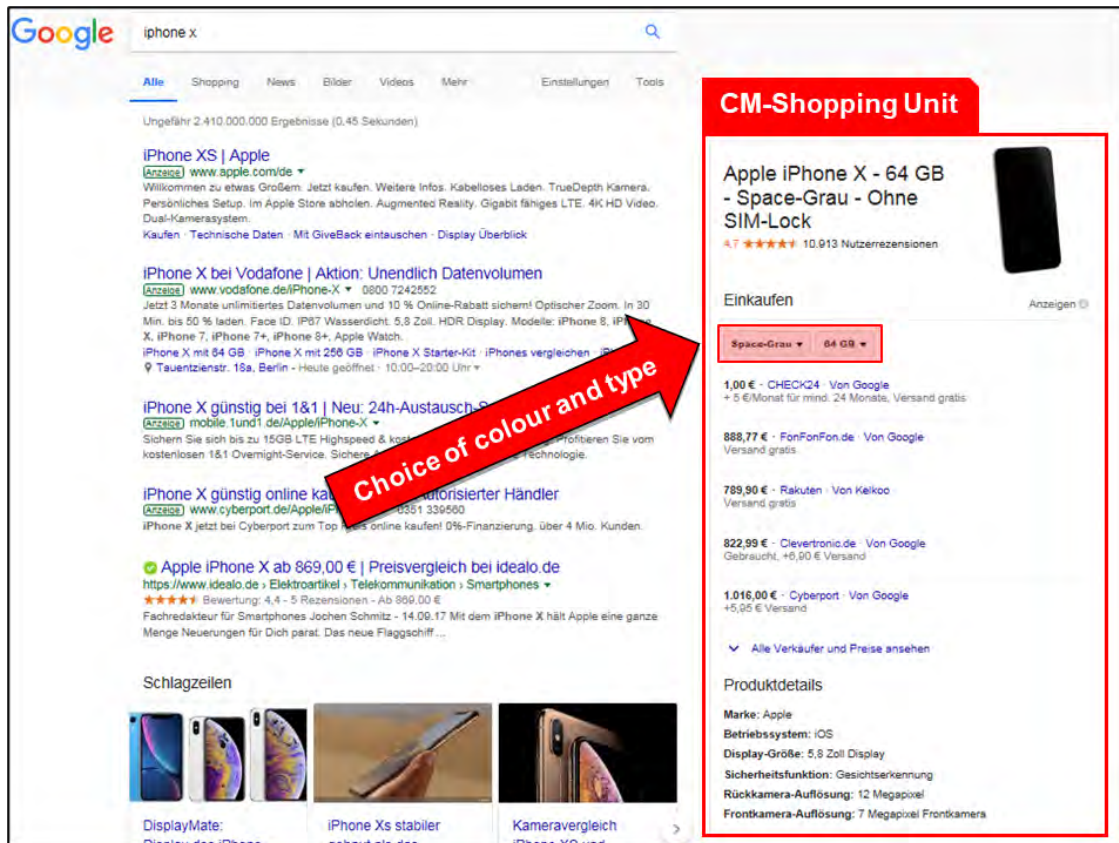 Google
iphone x
Alle Shopping News Bilder Videos Mehr Einstellungen Tools
Ungefähr 2.410.000.000 Ergebnisse (0,45 Sekunden)
iPhone XS | Apple
Anzeige www.apple.com/de
Willkommen zu etwas Großem. Jetzt kaufen. Weitere Infos. Kabelloses Laden. TrueDepth Kamera.
Persönliches Setup. Im Apple Store abholen. Augmented Reality. Gigabit fähiges LTE. 4K HD Video.
Dual-Kamerasystem.
Kaufen · Technische Daten · Mit GiveBack eintauschen · Display Überblick
iPhone X bei Vodafone | Aktion: Unendlich Datenvolumen
Anzeige www.vodafone.de/iPhone-X 0800 7242552
Jetzt 3 Monate unlimitiertes Datenvolumen und 10 % Online-Rabatt sichern! Optischer Zoom. In 30
Min. bis 50 % laden. Face ID. IP67 Wasserdicht. 5,8 Zoll. HDR Display. Modelle: iPhone 8, iPhone
X, iPhone 7, iPhone 7+, iPhone 8+, Apple Watch.
iPhone X mit 64 GB · iPhone X mit 256 GB · iPhone X Starter-Kit · iPhones vergleichen
Tauentzienstr. 18a, Berlin - Heute geöffnet · 10:00–20:00 Uhr
iPhone X günstig bei 1&1 | Neu: 24h-Austausch-
Anzeige mobile.1und1.de/Apple/iPhone-X
Sichern Sie sich bis zu 15GB LTE Highspeed & Profitieren Sie vom
kostenlosen 1&1 Overnight-Service. Sichere
iPhone X günstig online Händler
Anzeige www.cyberport.de/Apple/ 0351 339560
iPhone X jetzt bei Cyberport zum Top online kaufen! 0%-Finanzierung. über 4 Mio. Kunden.
Apple iPhone X ab 869,00 € | Preisvergleich bei idealo.de
https://www.idealo.de › Elektroartikel › Telekommunikation › Smartphones
Bewertung: 4,4 - 5 Rezensionen - Ab 869,00 €
Fachredakteur für Smartphones Jochen Schmitz - 14.09.17 Mit dem iPhone X hält Apple eine ganze
Menge Neuerungen für Dich parat. Das neue Flaggschiff ...
Schlagzeilen
DisplayMate:
iPhone Xs stabiler
Kameravergleich
Choice of colour and type
CM-Shopping Unit
Apple iPhone X - 64 GB
- Space-Grau - Ohne
SIM-Lock
4,7 10.913 Nutzerrezensionen
Einkaufen Anzeigen
Space-Grau 64 GB
1,00 € · CHECK24 · Von Google
+ 5 €/Monat für mind. 24 Monate, Versand gratis
888,77 € · FonFonFon.de · Von Google
Versand gratis
789,90 € · Rakuten · Von Kelkoo
Versand gratis
822,99 € · Clevertronic.de · Von Google
Gebraucht, +6,90 € Versand
1.016,00 € · Cyberport · Von Google
+5,95 € Versand
Alle Verkäufer und Preise ansehen
Produktdetails
Marke: Apple
Betriebssystem: iOS
Display-Größe: 5,8 Zoll Display
Sicherheitsfunktion: Gesichtserkennung
Rückkamera-Auflösung: 12 Megapixel
Frontkamera-Auflösung: 7 Megapixel Frontkamera